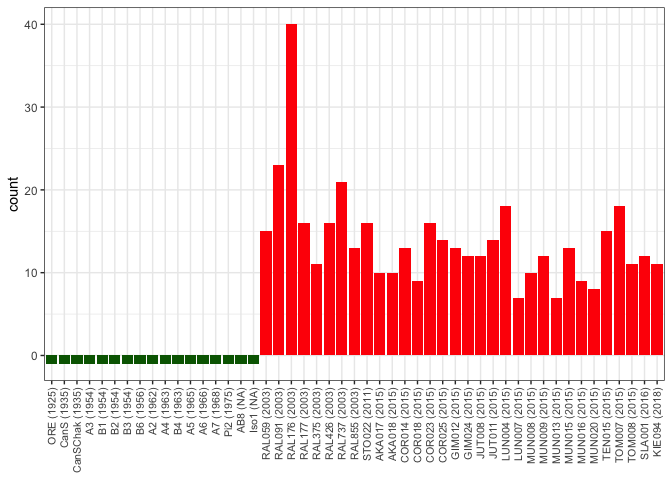 40
30
20
10
0
count
ORE (1925)
CanS (1935)
CanSChak (1935)
A3 (1954)
B1 (1954)
B2 (1954)
B3 (1954)
B6 (1956)
A2 (1962)
A4 (1963)
B4 (1963)
A5 (1965)
A6 (1966)
A7 (1968)
Pi2 (1975)
AB8 (NA)
Iso1 (NA)
RAL059 (2003)
RAL091 (2003)
RAL176 (2003)
RAL177 (2003)
RAL375 (2003)
RAL426 (2003)
RAL737 (2003)
RAL855 (2003)
STO022 (2011)
AKA017 (2015)
AKA018 (2015)
COR014 (2015)
COR018 (2015)
COR023 (2015)
COR025 (2015)
GIM012 (2015)
GIM024 (2015)
JUT008 (2015)
JUT011 (2015)
LUN004 (2015)
LUN007 (2015)
MUN008 (2015)
MUN009 (2015)
MUN013 (2015)
MUN015 (2015)
MUN016 (2015)
MUN020 (2015)
TEN015 (2015)
TOM007 (2015)
TOM008 (2015)
SLA001 (2016)
KIE094 (2018)